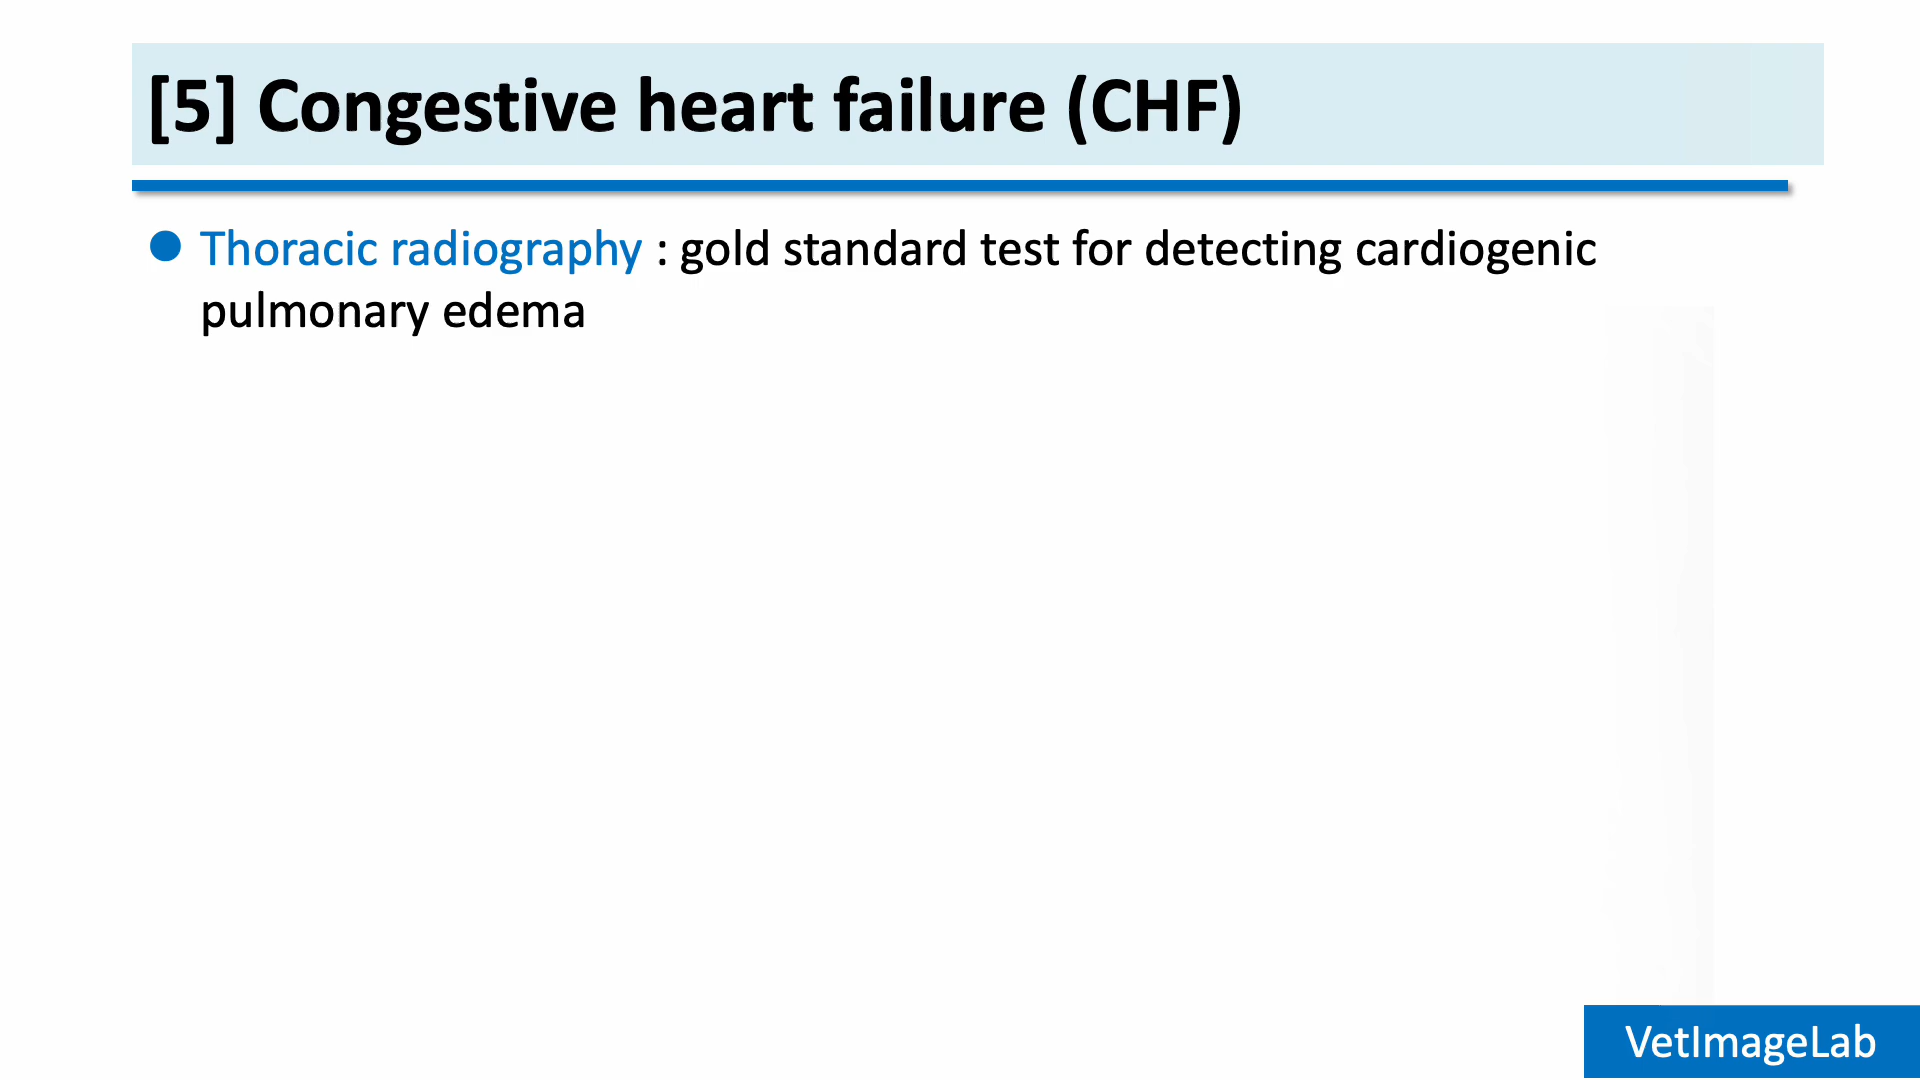 [5] Congestive heart failure (CHF)
Thoracic radiography : gold standard test for detecting cardiogenic
pulmonary edema
VetImageLab